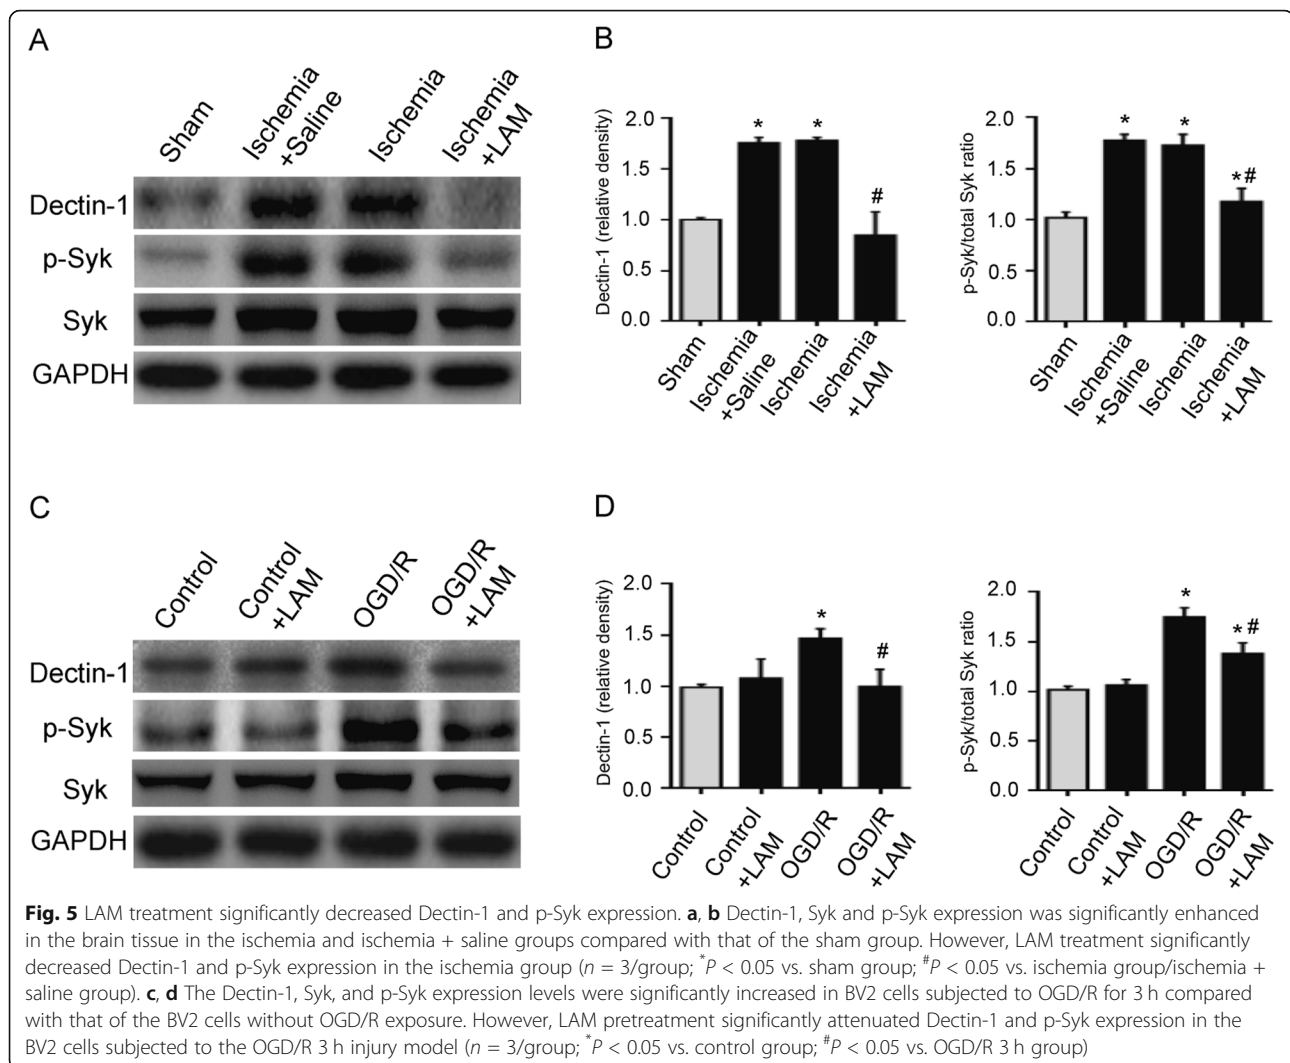 A
Sham
Ischemia
+Saline
Ischemia
Ischemia
+LAM
Dectin-1
p-Syk
Syk
GAPDH
B
Dectin-1 (relative density)
2.0
1.5
1.0
0.5
0.0
*
*
#
Sham
Ischemia
+Saline
Ischemia
Ischemia
+LAM
p-Syk/total Syk ratio
2.0
1.5
1.0
0.5
0.0
*
*
*#
Sham
Ischemia
+Saline
Ischemia
Ischemia
+LAM
C
Control
Control
+LAM
OGD/R
OGD/R
+LAM
Dectin-1
p-Syk
Syk
GAPDH
D
Dectin-1 (relative density)
2.0
1.5
1.0
0.5
0.0
*
#
Control
Control
+LAM
OGD/R
OGD/R
+LAM
p-Syk/total Syk ratio
2.0
1.5
1.0
0.5
0.0
*
*#
Control
Control
+LAM
OGD/R
OGD/R
+LAM
Fig. 5 LAM treatment significantly decreased Dectin-1 and p-Syk expression. a, b Dectin-1, Syk and p-Syk expression was significantly enhanced
in the brain tissue in the ischemia and ischemia + saline groups compared with that of the sham group. However, LAM treatment significantly
decreased Dectin-1 and p-Syk expression in the ischemia group (n = 3/group; *P < 0.05 vs. sham group; #P < 0.05 vs. ischemia group/ischemia +
saline group). c, d The Dectin-1, Syk, and p-Syk expression levels were significantly increased in BV2 cells subjected to OGD/R for 3 h compared
with that of the BV2 cells without OGD/R exposure. However, LAM pretreatment significantly attenuated Dectin-1 and p-Syk expression in the
BV2 cells subjected to the OGD/R 3 h injury model (n = 3/group; *P < 0.05 vs. control group; #P < 0.05 vs. OGD/R 3 h group)